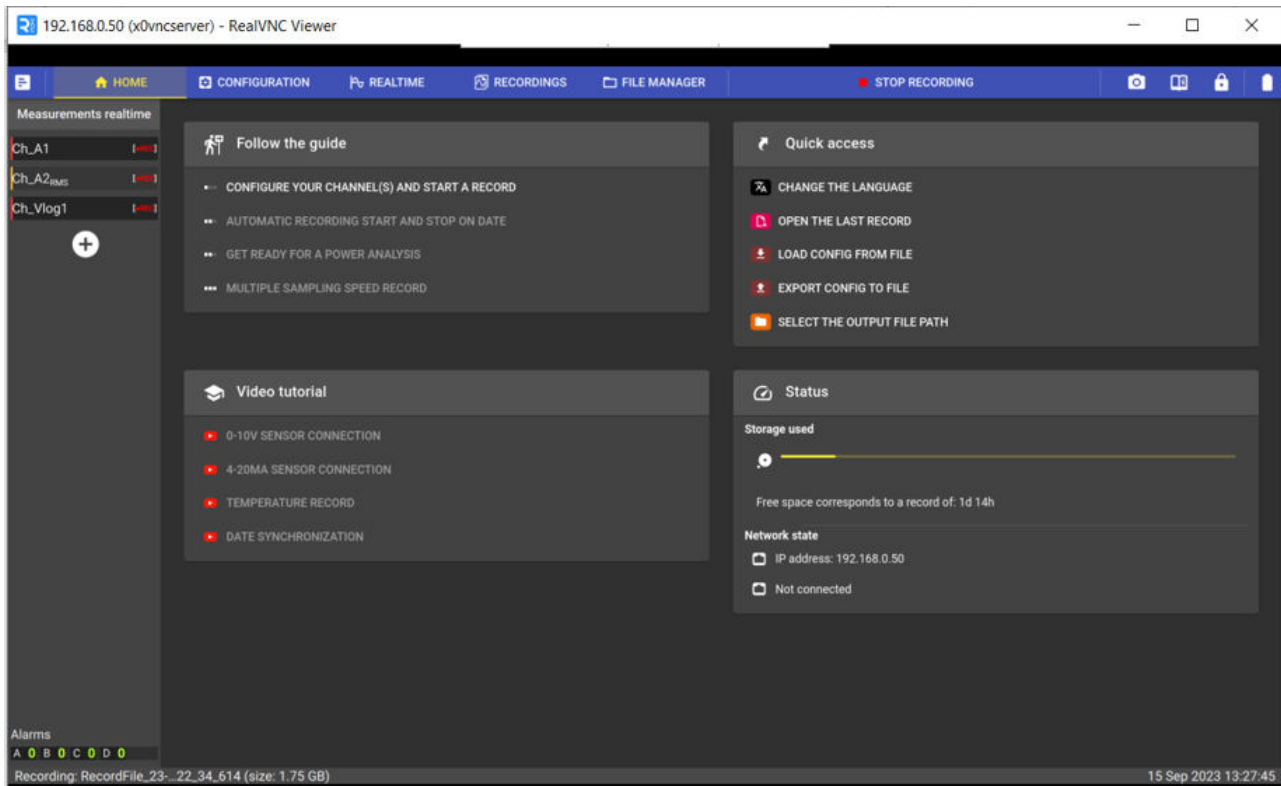 192.168.0.50 (x0vncserver) - RealVNC Viewer
HOME CONFIGURATION REALTIME RECORDINGS FILE MANAGER STOP RECORDING
Measurements realtime
Ch_A1
Ch_A2RMS
Ch_Vlog1
Follow the guide
CONFIGURE YOUR CHANNEL(S) AND START A RECORD
AUTOMATIC RECORDING START AND STOP ON DATE
GET READY FOR A POWER ANALYSIS
MULTIPLE SAMPLING SPEED RECORD
Quick access
CHANGE THE LANGUAGE
OPEN THE LAST RECORD
LOAD CONFIG FROM FILE
EXPORT CONFIG TO FILE
SELECT THE OUTPUT FILE PATH
Video tutorial
0-10V SENSOR CONNECTION
4-20MA SENSOR CONNECTION
TEMPERATURE RECORD
DATE SYNCHRONIZATION
Status
Storage used
Free space corresponds to a record of: 1d 14h
Network state
IP address: 192.168.0.50
Not connected
Alarms
A 0 B 0 C 0 D 0
Recording: RecordFile_23-...22_34_614 (size: 1.75 GB) 15 Sep 2023 13:27:45